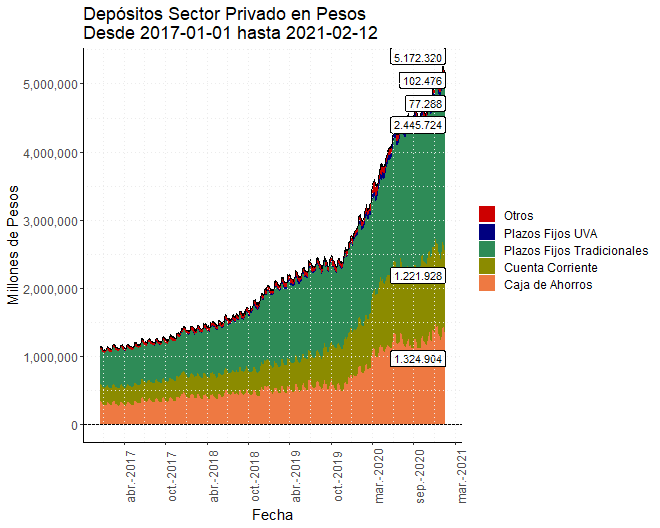 Depósitos Sector Privado en Pesos
Desde 2017-01-01 hasta 2021-02-12
5.172.320
102.476
77.288
2.445.724
1.221.928
1.324.904
5,000,000
4,000,000
3,000,000
2,000,000
1,000,000
0
Millones de Pesos
abr.-2017
oct.-2017
abr.-2018
oct.-2018
abr.-2019
oct.-2019
mar.-2020
sep.-2020
mar.-2021
Fecha
Otros
Plazos Fijos UVA
Plazos Fijos Tradicionales
Cuenta Corriente
Caja de Ahorros